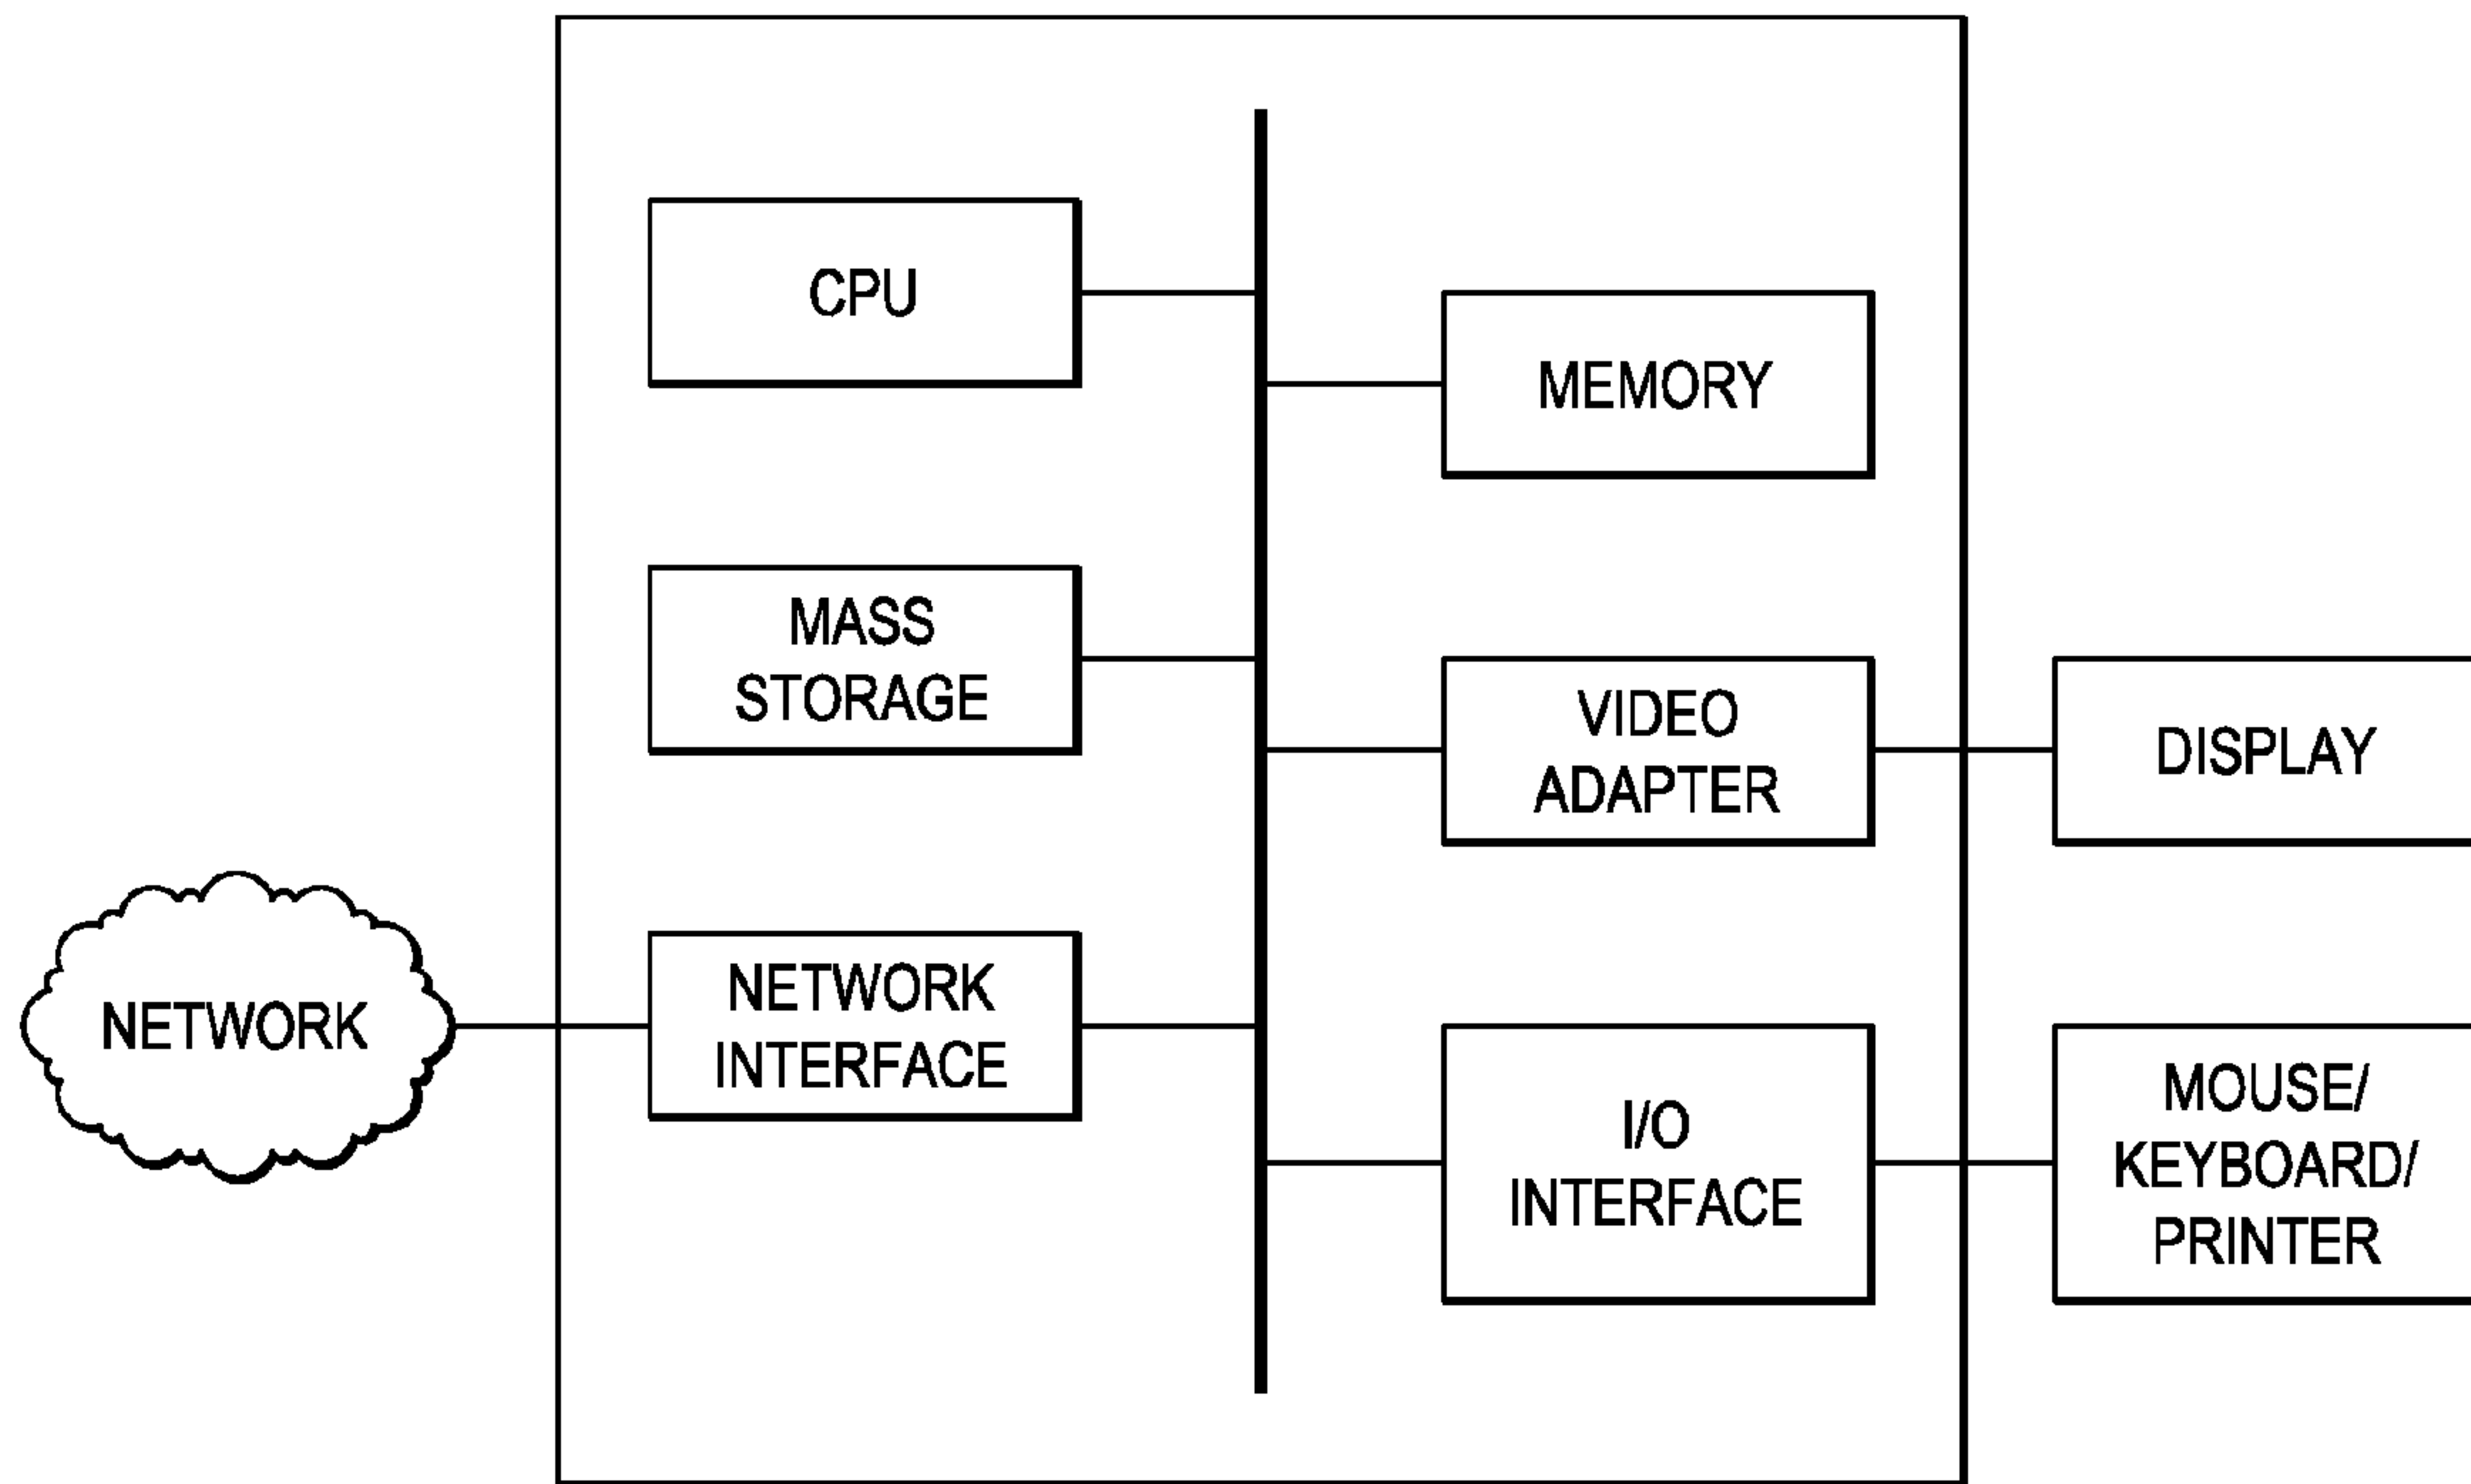 CPU
MEMORY
MASS
STORAGE
VIDEO
ADAPTER
DISPLAY
NETWORK
NETWORK
INTERFACE
I/O
INTERFACE
MOUSE/
KEYBOARD/
PRINTER